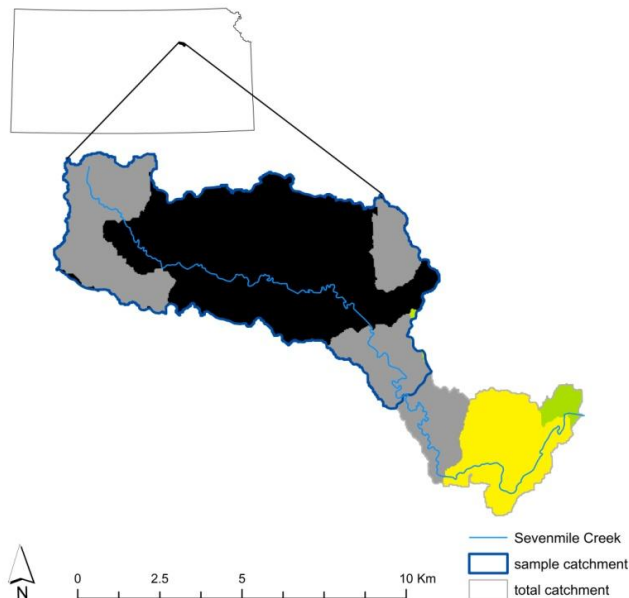 Sevenmile Creek
sample catchment
total catchment
N
0 2.5 5 10 Km